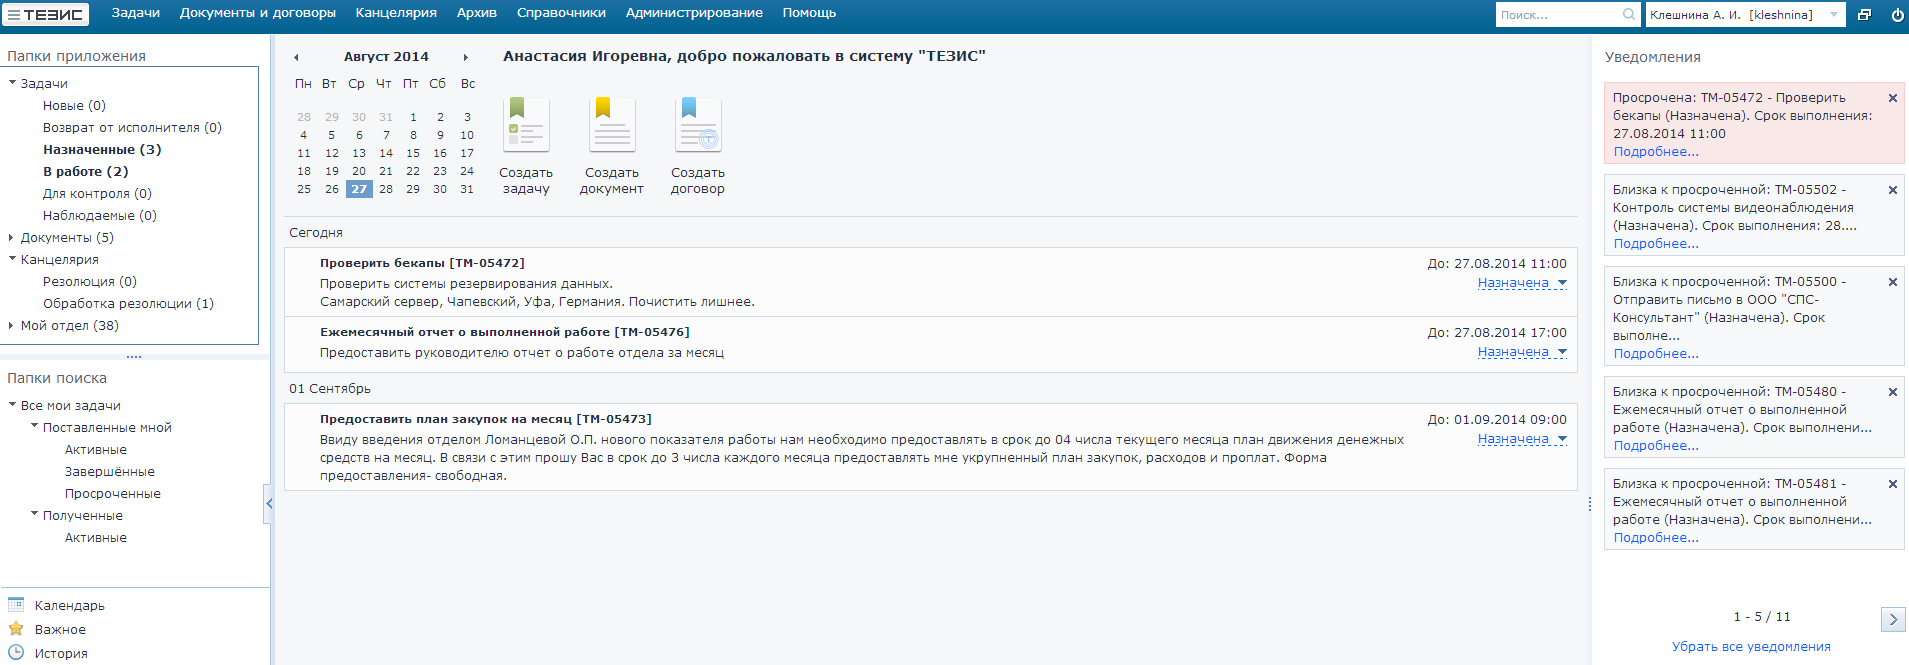 ТЕЗИС
Задачи Документы и договоры Канцелярия Архив Справочники Администрирование Помощь
Поиск...
Клешнина А. И. [kleshnina]
Папки приложения
Задачи
Новые (0)
Возврат от исполнителя (0)
Назначенные (3)
В работе (2)
Для контроля (0)
Наблюдаемые (0)
Документы (5)
Канцелярия
Резолюция (0)
Обработка резолюции (1)
Мой отдел (38)
Папки поиска
Все мои задачи
Поставленные мной
Активные
Завершённые
Просроченные
Полученные
Активные
Календарь
Важное
История
Август 2014
Пн Вт Ср Чт Пт Сб Вс
28 29 30 31 1 2 3
4 5 6 7 8 9 10
11 12 13 14 15 16 17
18 19 20 21 22 23 24
25 26 27 28 29 30 31
Анастасия Игоревна, добро пожаловать в систему "ТЕЗИС"
Создать
задачу
Создать
документ
Создать
договор
Сегодня
Проверить бекапы [ТМ-05472]
До: 27.08.2014 11:00
Проверить системы резервирования данных.
Назначена
Самарский сервер, Чапевский, Уфа, Германия. Почистить лишнее.
Ежемесячный отчет о выполненной работе [ТМ-05476]
До: 27.08.2014 17:00
Предоставить руководителю отчет о работе отдела за месяц
Назначена
01 Сентябрь
Предоставить план закупок на месяц [ТМ-05473]
До: 01.09.2014 09:00
Ввиду введения отделом Ломанцевой О.П. нового показателя работы нам необходимо предоставлять в срок до 04 числа текущего месяца план движения денежных
Назначена
средств на месяц. В связи с этим прошу Вас в срок до 3 числа каждого месяца предоставлять мне укрупненный план закупок, расходов и проплат. Форма
предоставления- свободная.
Уведомления
Просрочена: ТМ-05472 - Проверить
бекапы (Назначена). Срок выполнения:
27.08.2014 11:00
Подробнее...
Близка к просроченной: ТМ-05502 -
Контроль системы видеонаблюдения
(Назначена). Срок выполнения: 28....
Подробнее...
Близка к просроченной: ТМ-05500 -
Отправить письмо в ООО "СПС-
Консультант" (Назначена). Срок
выполне...
Подробнее...
Близка к просроченной: ТМ-05480 -
Ежемесячный отчет о выполненной
работе (Назначена). Срок выполнени...
Подробнее...
Близка к просроченной: ТМ-05481 -
Ежемесячный отчет о выполненной
работе (Назначена). Срок выполнени...
Подробнее...
1 - 5 / 11
Убрать все уведомления